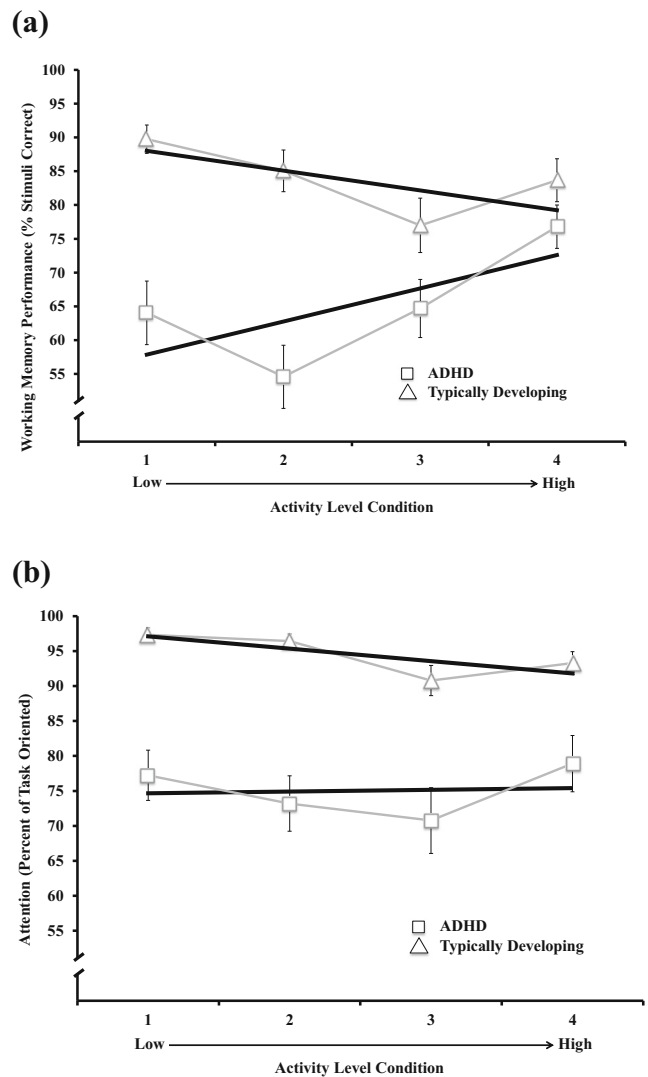 (a)
Working Memory Performance (% Stimuli Correct)
100
95
90
85
80
75
70
65
60
55
ADHD
Typically Developing
1 2 3 4
Low High
Activity Level Condition
(b)
Attention (Percent of Task Oriented)
100
95
90
85
80
75
70
65
60
55
ADHD
Typically Developing
1 2 3 4
Low High
Activity Level Condition